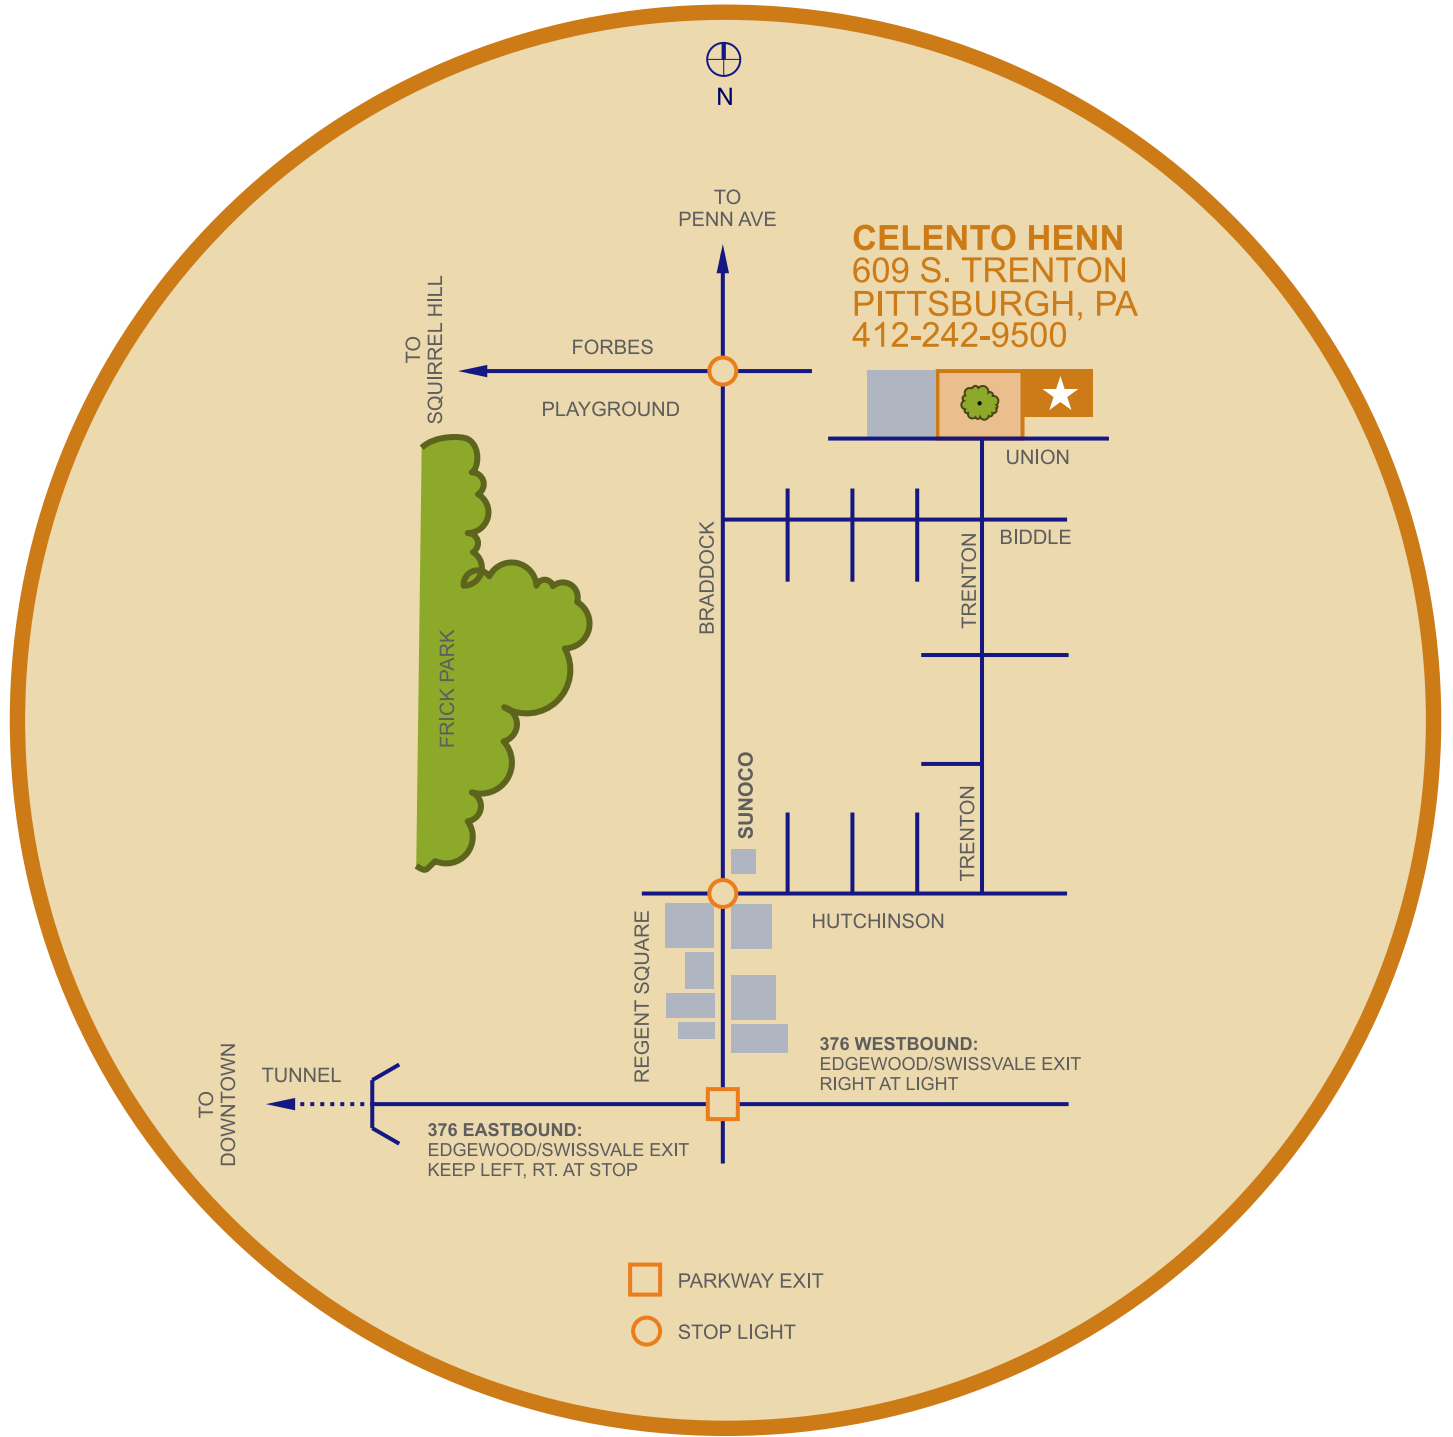 N
TO
PENN AVE
CELENTO HENN
609 S. TRENTON
PITTSBURGH, PA
412-242-9500
TO
SQUIRREL HILL
FORBES
PLAYGROUND
UNION
BIDDLE
BRADDOCK
TRENTON
FRICK PARK
SUNOCO
TRENTON
HUTCHINSON
REGENT SQUARE
376 WESTBOUND:
EDGEWOOD/SWISSVALE EXIT
RIGHT AT LIGHT
TO
DOWNTOWN
TUNNEL
376 EASTBOUND:
EDGEWOOD/SWISSVALE EXIT
KEEP LEFT, RT. AT STOP
PARKWAY EXIT
STOP LIGHT